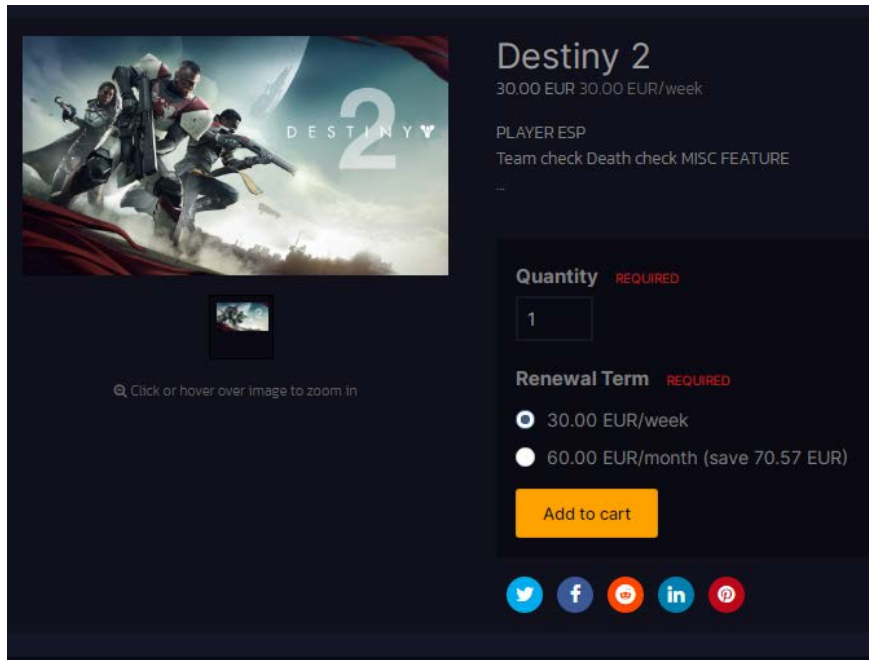 DESTINY 2
Click or hover over image to zoom in
Destiny 2
30.00 EUR 30.00 EUR/week
PLAYER ESP
Team check Death check MISC FEATURE
...
Quantity REQUIRED
1
Renewal Term REQUIRED
30.00 EUR/week
60.00 EUR/month (save 70.57 EUR)
Add to cart